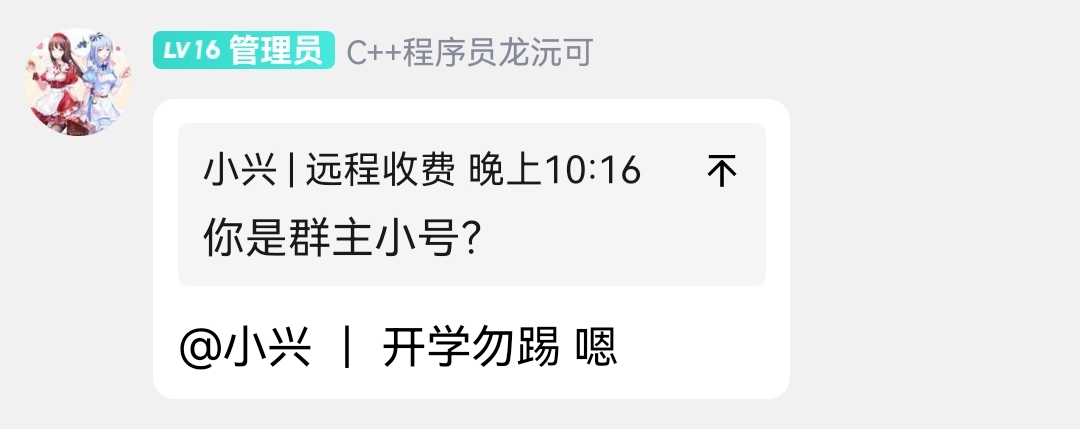 LV16 管理员 C++程序员龙沅可
小兴 | 远程收费 晚上10:16
你是群主小号?
@小兴 ｜ 开学勿踢 嗯